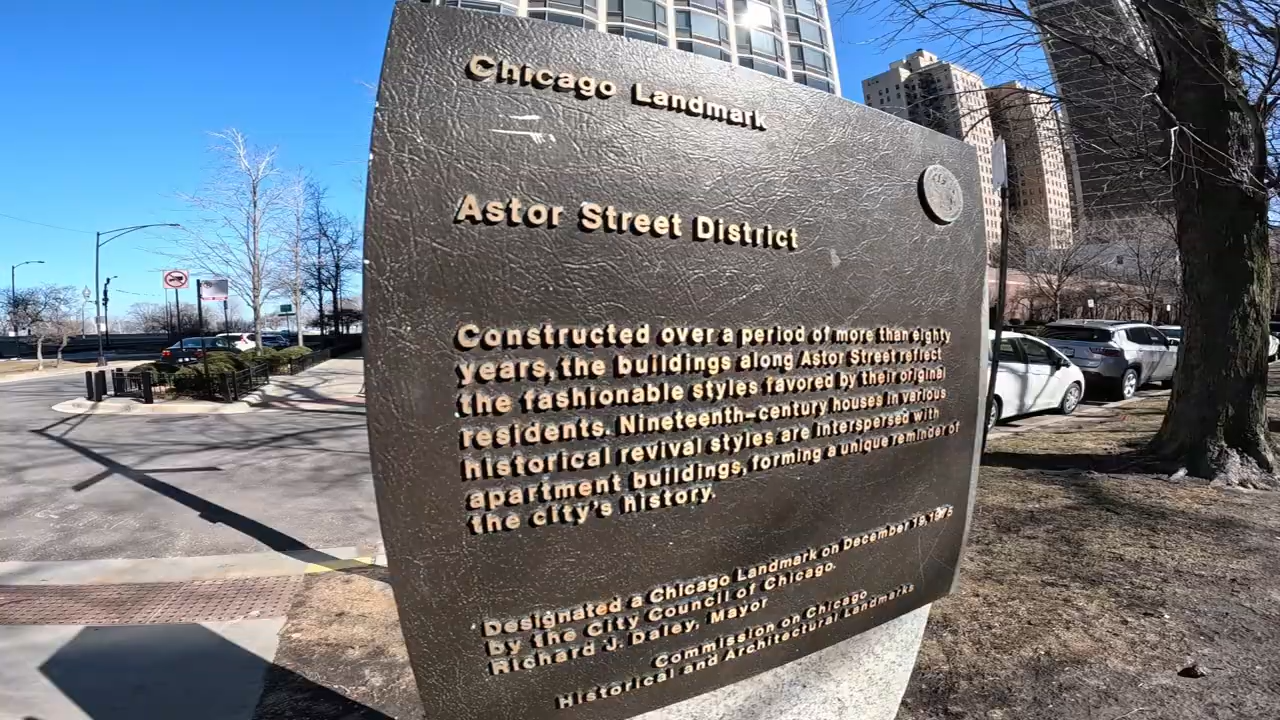 Chicago Landmark
Astor Street District
Constructed over a period of more than eighty
years, the buildings along Astor Street reflect
the fashionable styles favored by their original
residents. Nineteenth-century houses in various
historical revival styles are interspersed with
apartment buildings, forming a unique reminder of
the city's history.
Designated a Chicago Landmark on December 19, 1975
by the City Council of Chicago.
Richard J. Daley, Mayor
Commission on Chicago
Historical and Architectural Landmarks